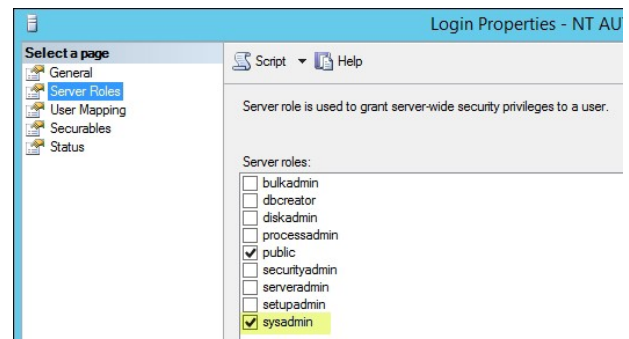 Login Properties - NT AU
Select a page
General
Server Roles
User Mapping
Securables
Status
Script Help
Server role is used to grant server-wide security privileges to a user.
Server roles:
bulkadmin
dbcreator
diskadmin
processadmin
public
securityadmin
serveradmin
setupadmin
sysadmin